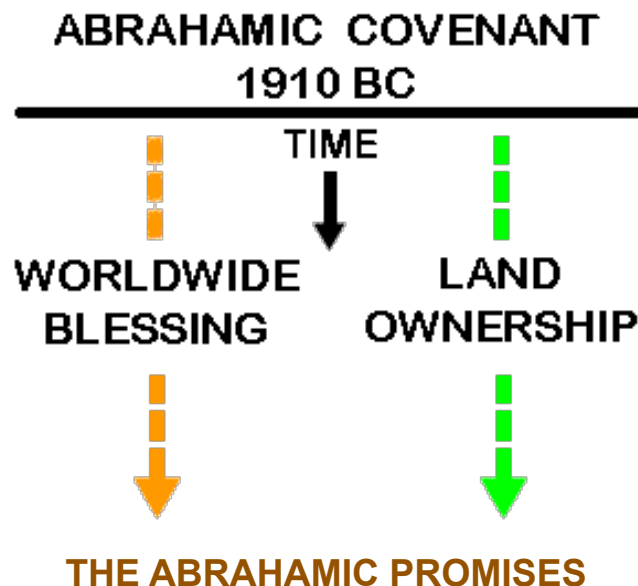 ABRAHAMIC COVENANT
1910 BC
TIME
WORLDWIDE
BLESSING
LAND
OWNERSHIP
THE ABRAHAMIC PROMISES